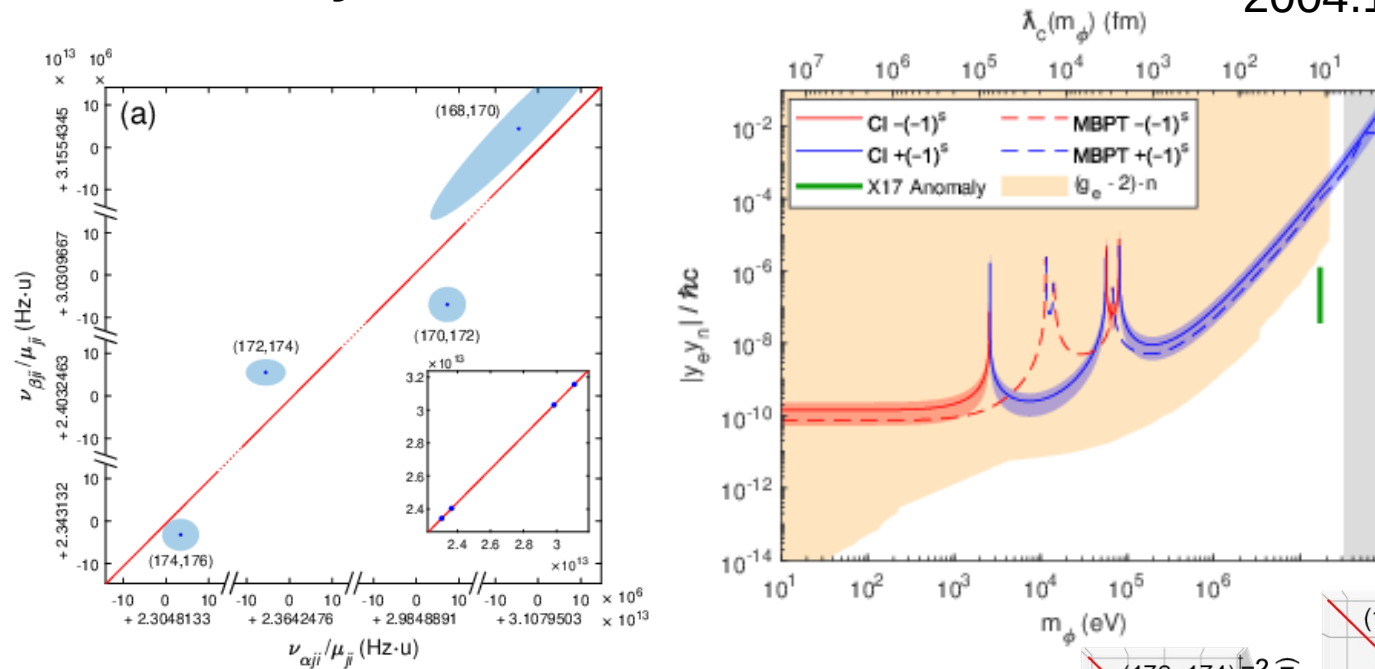 2004.1
10¹³ 10⁶
× ×
(a)
(168,170)
(170,172)
(172,174)
(174,176)
10
0
-10
+ 3.1554345
10
0
-10
+ 3.0309667
10
0
-10
+ 2.4032463
10
0
-10
+ 2.343132
ν_βj̄ī/μ_j̄ī (Hz·u)
×10¹³
3.2
3
2.8
2.6
2.4
2.4 2.6 2.8 3
×10¹³
-10 0 10 -10 0 10 -10 0 10 -10 0 10 × 10⁶
+ 2.3048133 + 2.3642476 + 2.9848891 + 3.1079503 × 10¹³
ν_αj̄ī/μ_j̄ī (Hz·u)
ƛ_c(m_ϕ) (fm)
10⁷ 10⁶ 10⁵ 10⁴ 10³ 10² 10¹
CI −(−1)ˢ MBPT −(−1)ˢ
CI +(−1)ˢ MBPT +(−1)ˢ
X17 Anomaly (g_e - 2)-n
10⁻²
10⁻⁴
10⁻⁶
10⁻⁸
10⁻¹⁰
10⁻¹²
10⁻¹⁴
|y_e y_n| / ħc
10¹ 10² 10³ 10⁴ 10⁵ 10⁶
m_ϕ (eV)